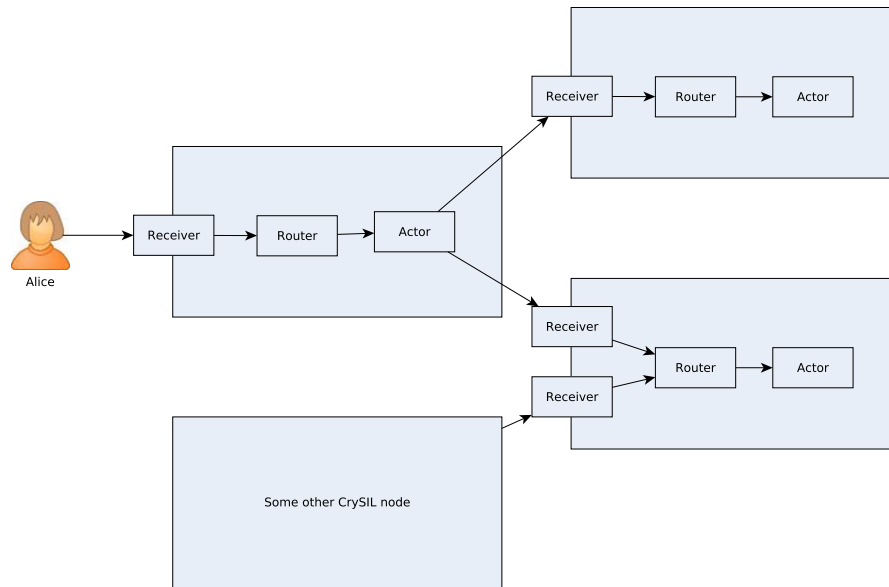 Receiver
Router
Actor
Alice
Receiver
Router
Actor
Receiver
Receiver
Router
Actor
Some other CrySIL node